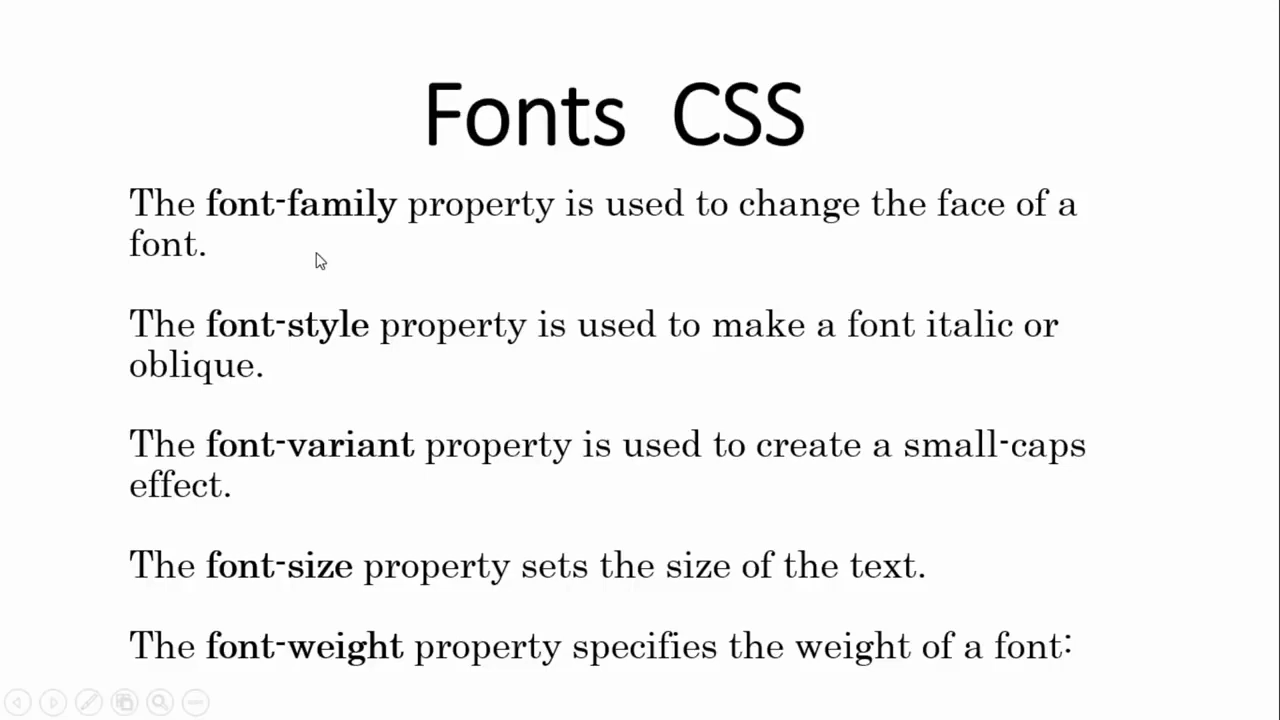 Fonts CSS
The font-family property is used to change the face of a
font.
The font-style property is used to make a font italic or
oblique.
The font-variant property is used to create a small-caps
effect.
The font-size property sets the size of the text.
The font-weight property specifies the weight of a font: